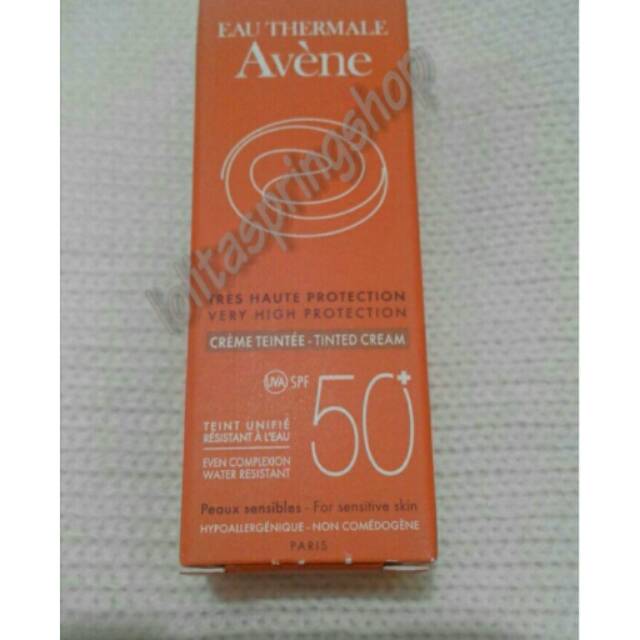 EAU THERMALE
Avène
lolitaspringshop
TRÈS HAUTE PROTECTION
VERY HIGH PROTECTION
CRÈME TEINTÉE - TINTED CREAM
UVA SPF 50+
TEINT UNIFIÉ
RÉSISTANT À L'EAU
EVEN COMPLEXION
WATER RESISTANT
Peaux sensibles - For sensitive skin
HYPOALLERGÉNIQUE - NON COMÉDOGÈNE
PARIS